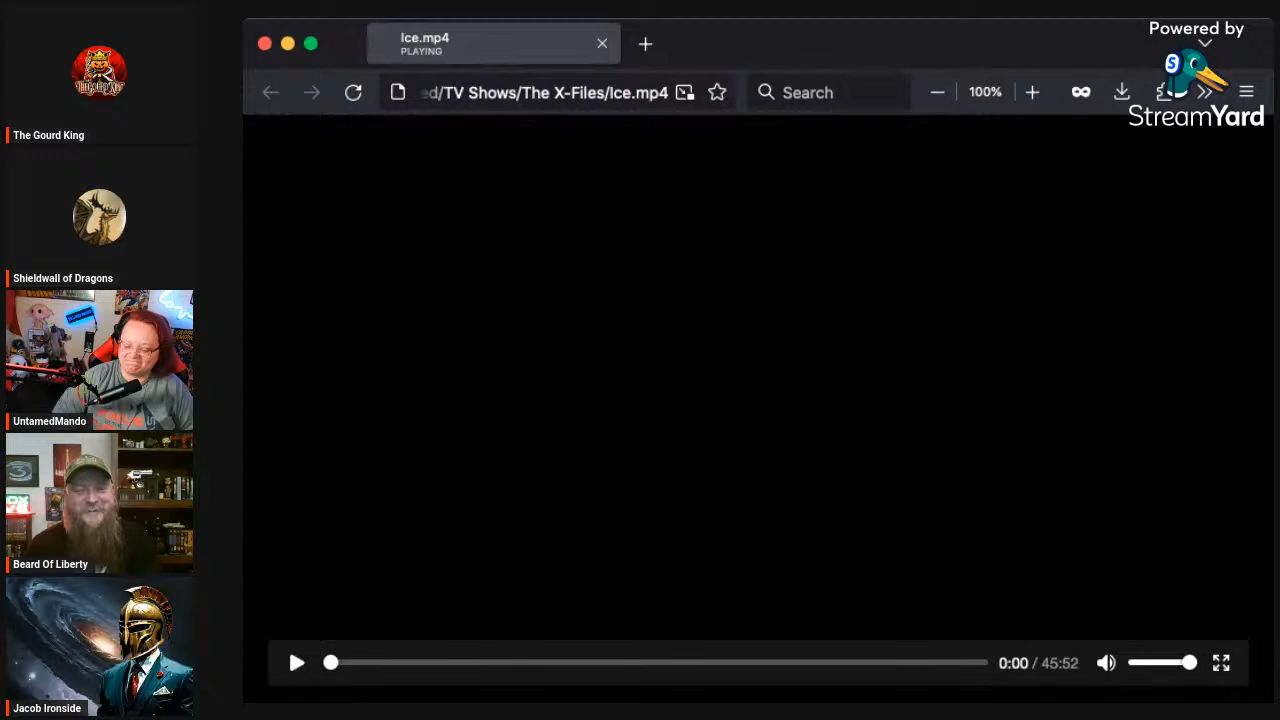 The Gourd King
Shieldwall of Dragons
UntamedMando
Beard Of Liberty
Jacob Ironside
Ice.mp4
PLAYING
ed/TV Shows/The X-Files/Ice.mp4
Search
100%
Powered by
S
StreamYard
0:00 / 45:52